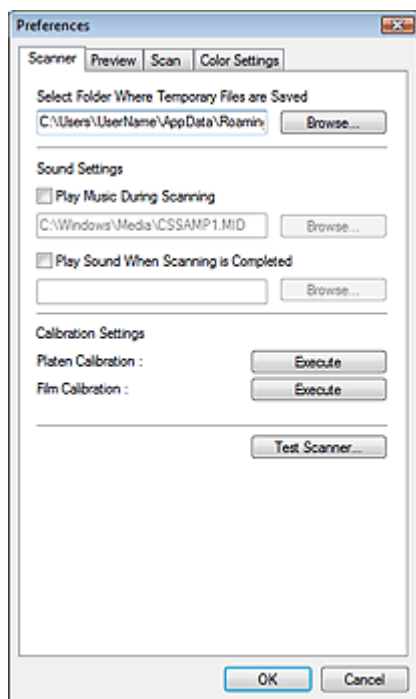 Preferences
Scanner Preview Scan Color Settings
Select Folder Where Temporary Files are Saved
C:\Users\UserName\AppData\Roaming Browse...
Sound Settings
Play Music During Scanning
C:\Windows\Media\CSSAMP1.MID Browse...
Play Sound When Scanning is Completed
Browse...
Calibration Settings
Platen Calibration : Execute
Film Calibration : Execute
Test Scanner...
OK Cancel